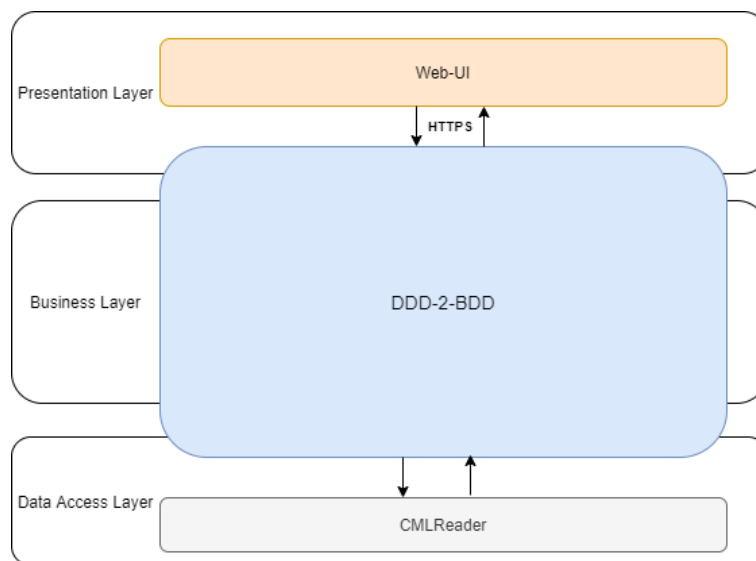 Web-UI
Presentation Layer
HTTPS
Business Layer
DDD-2-BDD
Data Access Layer
CMLReader